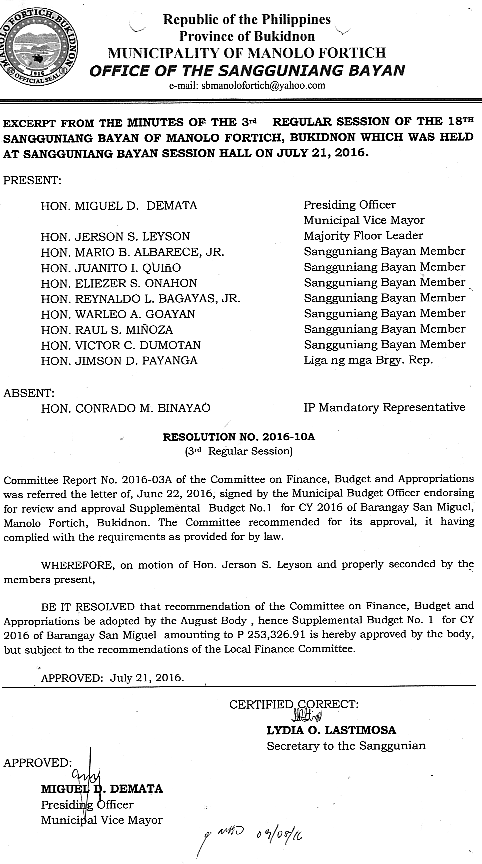 Republic of the Philippines
Province of Bukidnon
MUNICIPALITY OF MANOLO FORTICH
OFFICE OF THE SANGGUNIANG BAYAN
e-mail: sbmanolofortich@yahoo.com
MANOLO FORTICH, BUKIDNON
1916
OFFICIAL SEAL
EXCERPT FROM THE MINUTES OF THE 3rd REGULAR SESSION OF THE 18TH
SANGGUNIANG BAYAN OF MANOLO FORTICH, BUKIDNON WHICH WAS HELD
AT SANGGUNIANG BAYAN SESSION HALL ON JULY 21, 2016.
PRESENT:
HON. MIGUEL D. DEMATA Presiding Officer
Municipal Vice Mayor
HON. JERSON S. LEYSON Majority Floor Leader
HON. MARIO B. ALBARECE, JR. Sangguniang Bayan Member
HON. JUANITO I. QUIñO Sangguniang Bayan Member
HON. ELIEZER S. ONAHON Sangguniang Bayan Member
HON. REYNALDO L. BAGAYAS, JR. Sangguniang Bayan Member
HON. WARLEO A. GOAYAN Sangguniang Bayan Member
HON. RAUL S. MIÑOZA Sangguniang Bayan Member
HON. VICTOR C. DUMOTAN Sangguniang Bayan Member
HON. JIMSON D. PAYANGA Liga ng mga Brgy. Rep.
ABSENT:
HON. CONRADO M. BINAYAO IP Mandatory Representative
RESOLUTION NO. 2016-10A
(3rd Regular Session)
Committee Report No. 2016-03A of the Committee on Finance, Budget and Appropriations
was referred the letter of, June 22, 2016, signed by the Municipal Budget Officer endorsing
for review and approval Supplemental Budget No.1 for CY 2016 of Barangay San Miguel,
Manolo Fortich, Bukidnon. The Committee recommended for its approval, it having
complied with the requirements as provided for by law.
WHEREFORE, on motion of Hon. Jerson S. Leyson and properly seconded by the
members present,
BE IT RESOLVED that recommendation of the Committee on Finance, Budget and
Appropriations be adopted by the August Body , hence Supplemental Budget No. 1 for CY
2016 of Barangay San Miguel amounting to P 253,326.91 is hereby approved by the body,
but subject to the recommendations of the Local Finance Committee.
APPROVED: July 21, 2016.
CERTIFIED CORRECT:
LYDIA O. LASTIMOSA
Secretary to the Sanggunian
APPROVED:
MIGUEL D. DEMATA
Presiding Officer
Municipal Vice Mayor